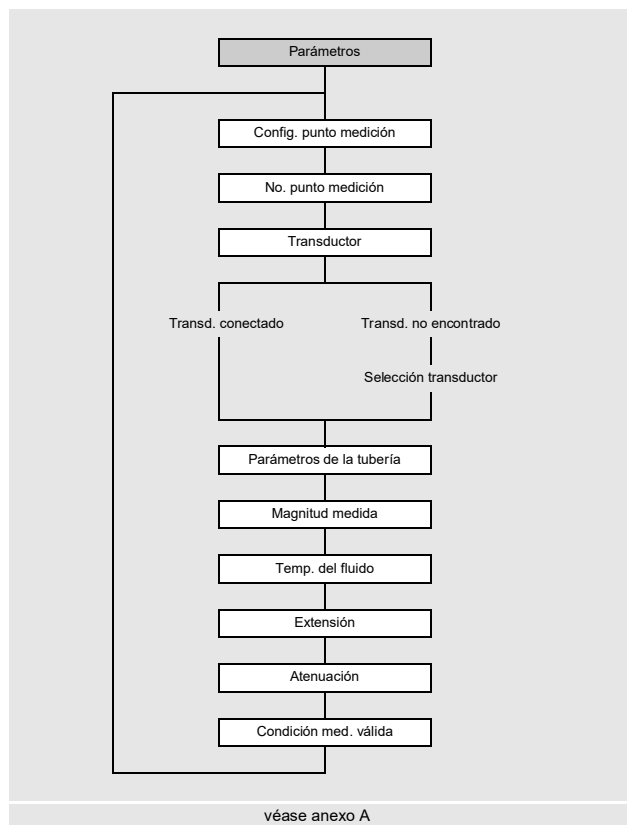 Parámetros
Config. punto medición
No. punto medición
Transductor
Transd. conectado
Transd. no encontrado
Selección transductor
Parámetros de la tubería
Magnitud medida
Temp. del fluido
Extensión
Atenuación
Condición med. válida
véase anexo A